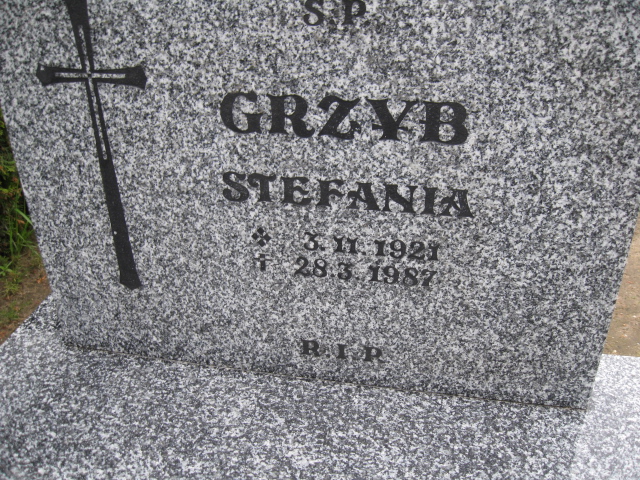 S.P.
GRZYB
STEFANIA
3.11.1921
28.3.1987
R.I.P.